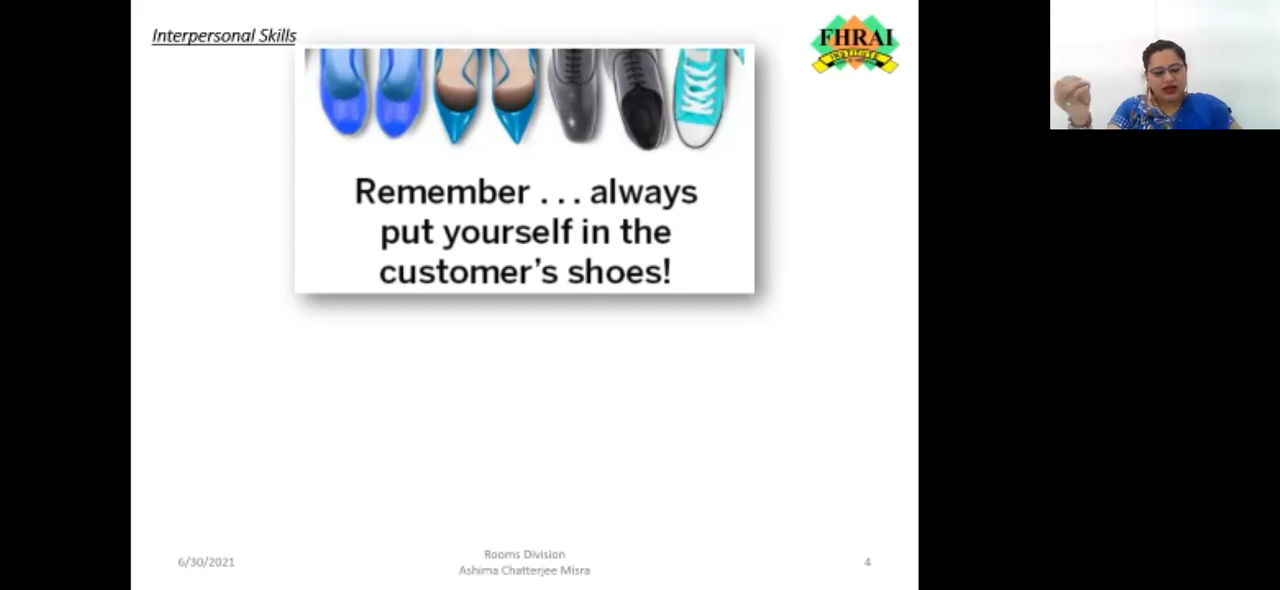 Interpersonal Skills
FHRAI
Remember . . . always
put yourself in the
customer's shoes!
6/30/2021
Rooms Division
Ashima Chatterjee Misra
4